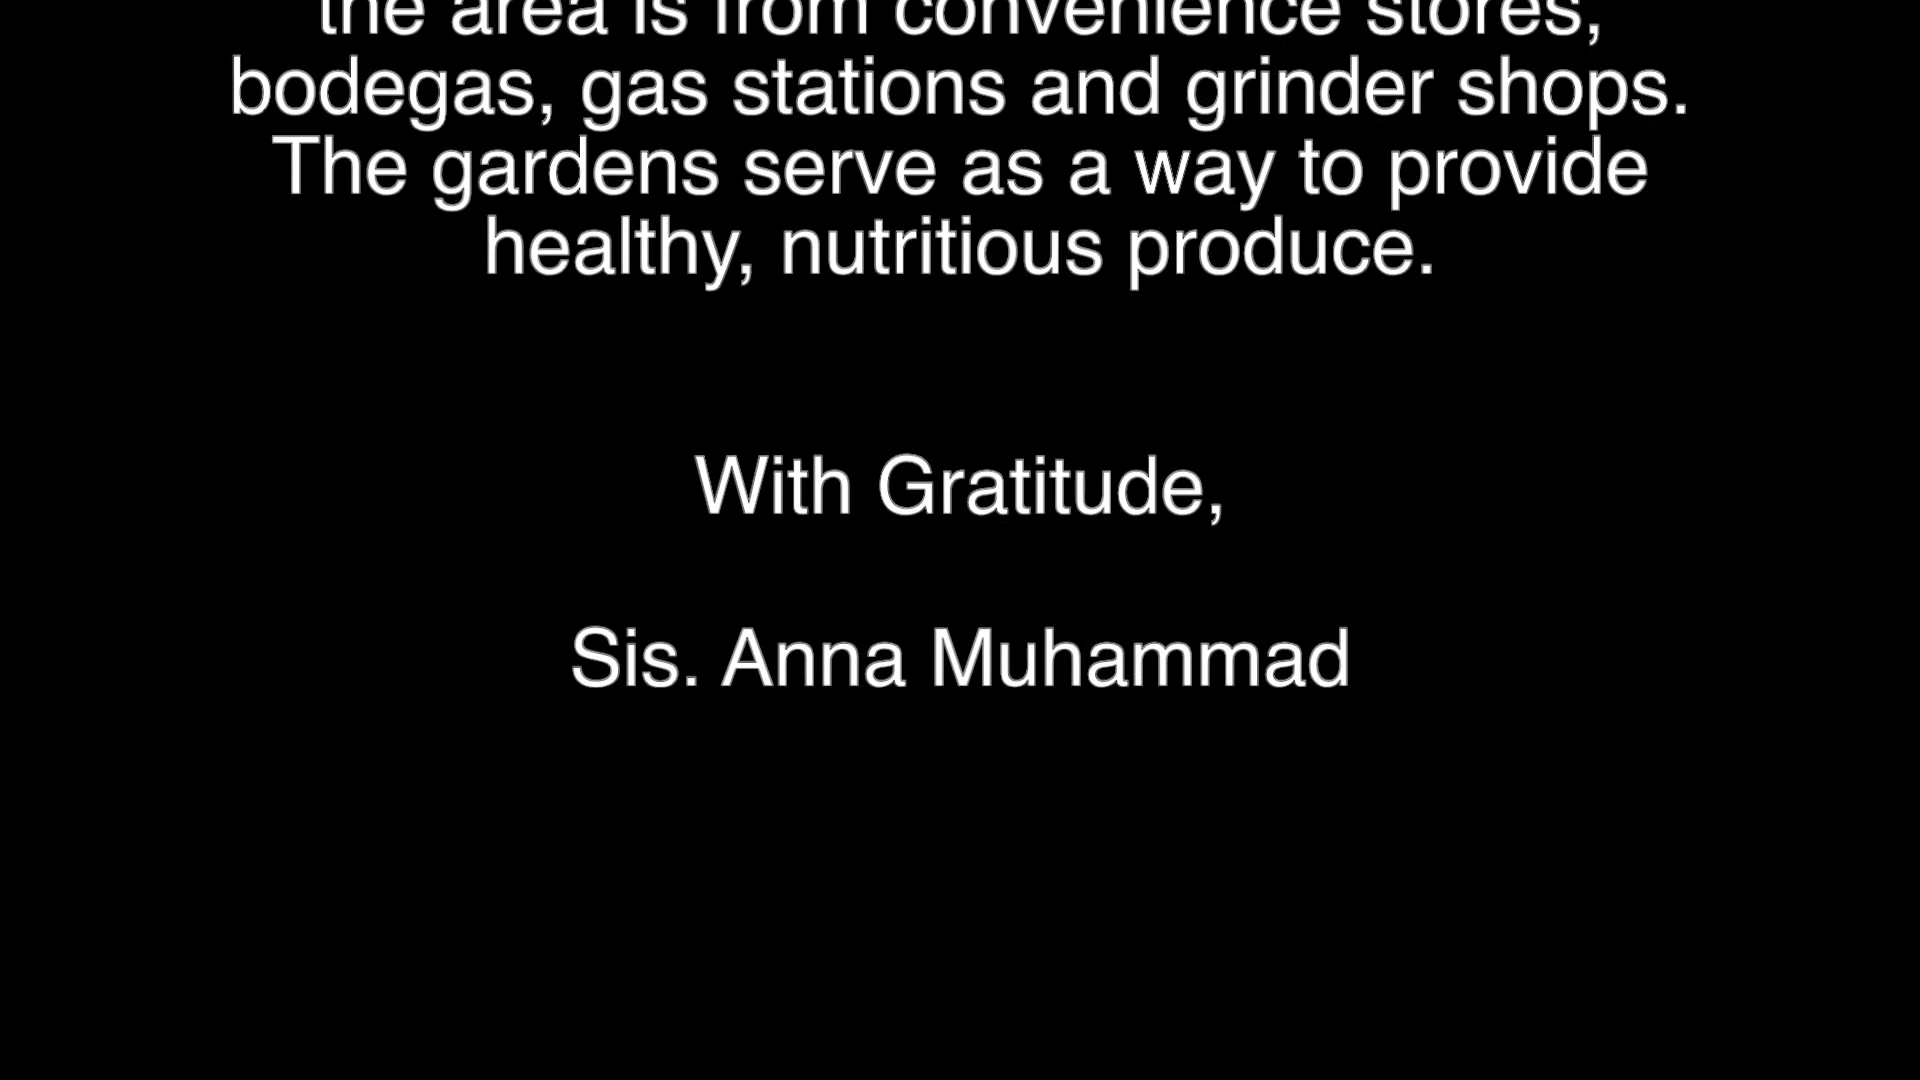 the area is from convenience stores,
bodegas, gas stations and grinder shops.
The gardens serve as a way to provide
healthy, nutritious produce.
With Gratitude,
Sis. Anna Muhammad